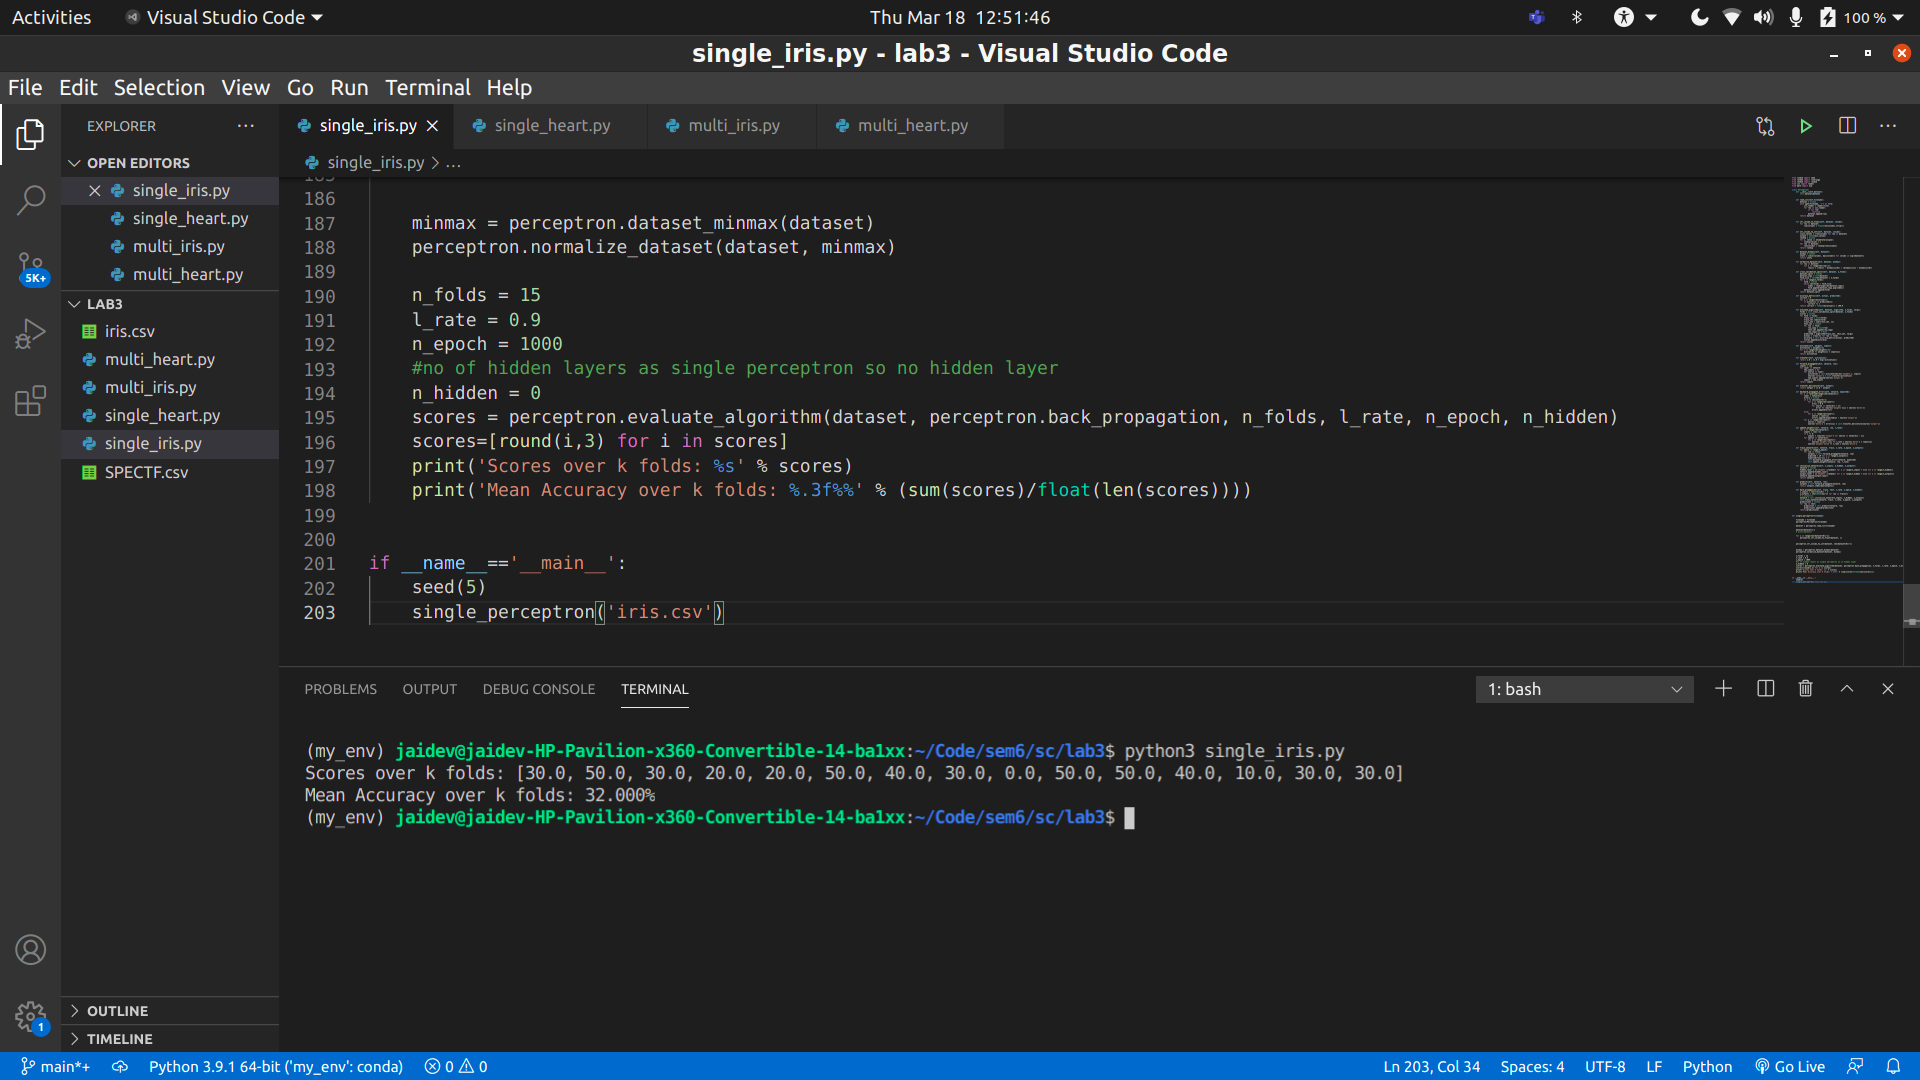 Activities
Visual Studio Code
Thu Mar 18 12:51:46
100 %
single_iris.py - lab3 - Visual Studio Code
File Edit Selection View Go Run Terminal Help
EXPLORER
OPEN EDITORS
single_iris.py
single_heart.py
multi_iris.py
multi_heart.py
5K+
LAB3
iris.csv
multi_heart.py
multi_iris.py
single_heart.py
single_iris.py
SPECTF.csv
OUTLINE
TIMELINE
1
single_iris.py single_heart.py multi_iris.py multi_heart.py
single_iris.py > ...
186
187 minmax = perceptron.dataset_minmax(dataset)
188 perceptron.normalize_dataset(dataset, minmax)
189
190 n_folds = 15
191 l_rate = 0.9
192 n_epoch = 1000
193 #no of hidden layers as single perceptron so no hidden layer
194 n_hidden = 0
195 scores = perceptron.evaluate_algorithm(dataset, perceptron.back_propagation, n_folds, l_rate, n_epoch, n_hidden)
196 scores=[round(i,3) for i in scores]
197 print('Scores over k folds: %s' % scores)
198 print('Mean Accuracy over k folds: %.3f%%' % (sum(scores)/float(len(scores))))
199
200
201 if __name__=='__main__':
202 seed(5)
203 single_perceptron('iris.csv')
PROBLEMS OUTPUT DEBUG CONSOLE TERMINAL
1: bash
(my_env) jaidev@jaidev-HP-Pavilion-x360-Convertible-14-ba1xx:~/Code/sem6/sc/lab3$ python3 single_iris.py
Scores over k folds: [30.0, 50.0, 30.0, 20.0, 20.0, 50.0, 40.0, 30.0, 0.0, 50.0, 50.0, 40.0, 10.0, 30.0, 30.0]
Mean Accuracy over k folds: 32.000%
(my_env) jaidev@jaidev-HP-Pavilion-x360-Convertible-14-ba1xx:~/Code/sem6/sc/lab3$
main*+ Python 3.9.1 64-bit ('my_env': conda) 0 0 Ln 203, Col 34 Spaces: 4 UTF-8 LF Python Go Live